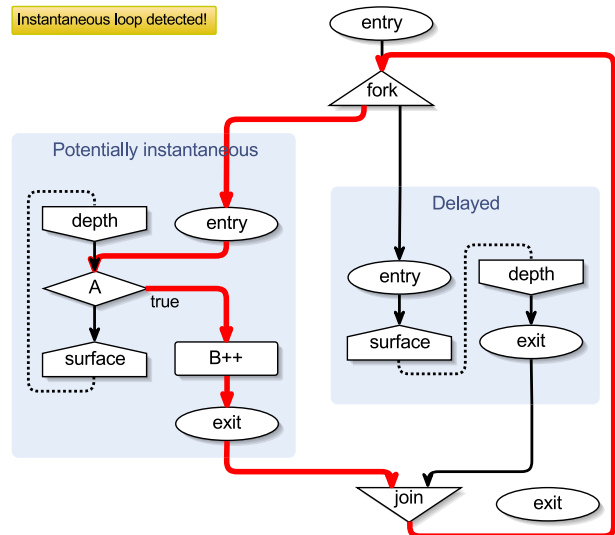 Instantaneous loop detected!
entry
fork
Potentially instantaneous
depth
entry
A
true
surface
B++
exit
Delayed
entry
depth
surface
exit
join
exit